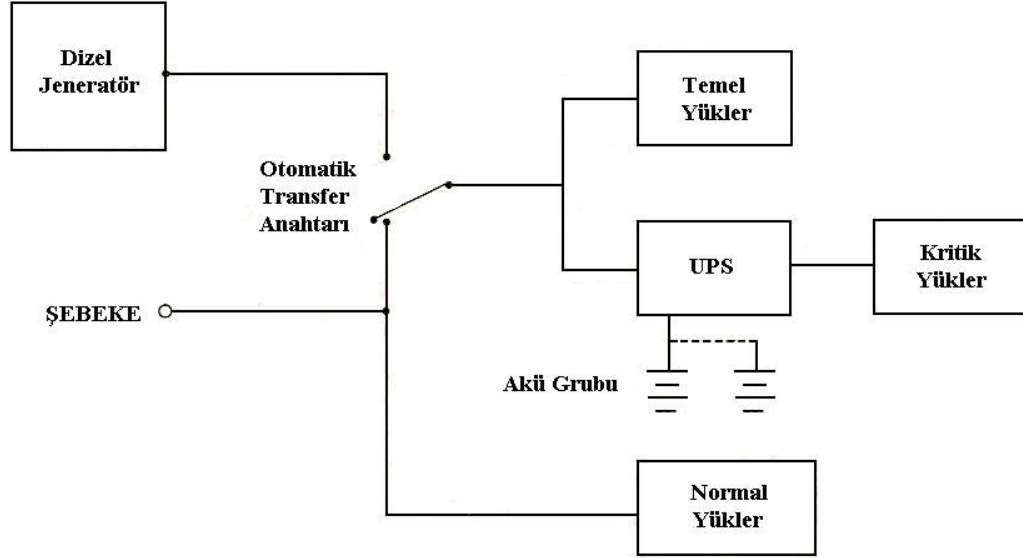 Dizel
Jeneratör
Temel
Yükler
Otomatik
Transfer
Anahtarı
UPS
Kritik
Yükler
ŞEBEKE
Akü Grubu
Normal
Yükler